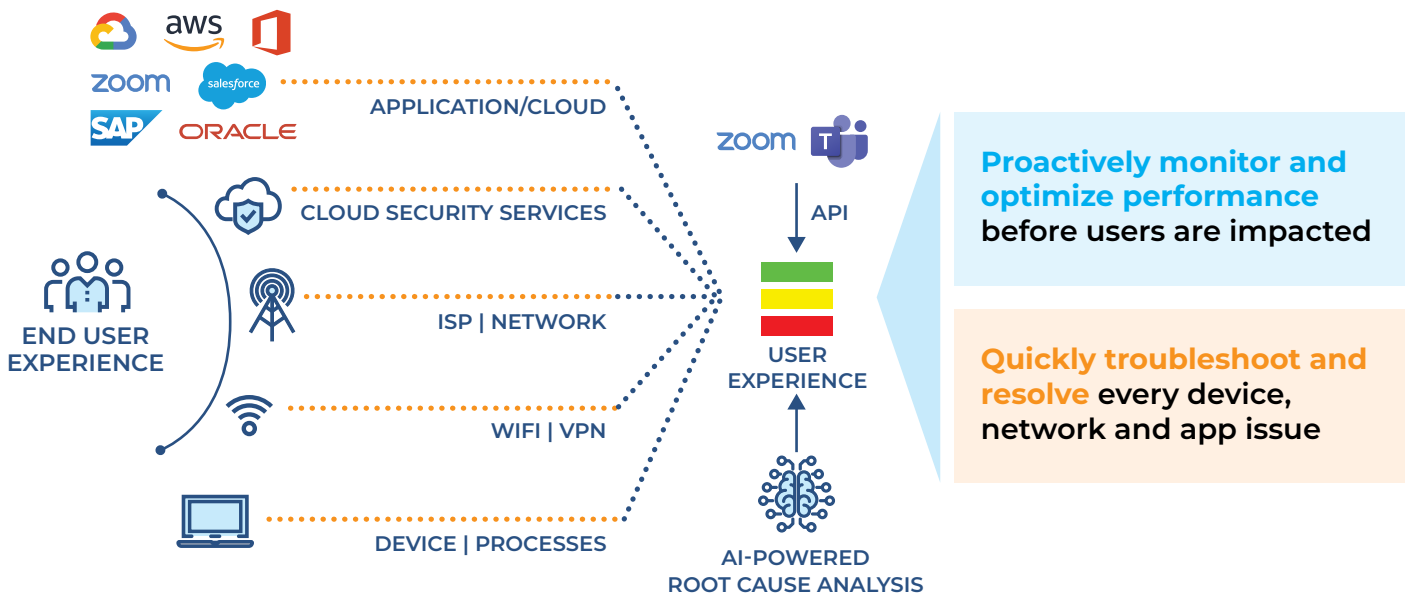 aws
zoom
salesforce
SAP
ORACLE
APPLICATION/CLOUD
CLOUD SECURITY SERVICES
ISP | NETWORK
WIFI | VPN
DEVICE | PROCESSES
END USER
EXPERIENCE
zoom
T
API
USER
EXPERIENCE
AI-POWERED
ROOT CAUSE ANALYSIS
Proactively monitor and
optimize performance
before users are impacted
Quickly troubleshoot and
resolve every device,
network and app issue